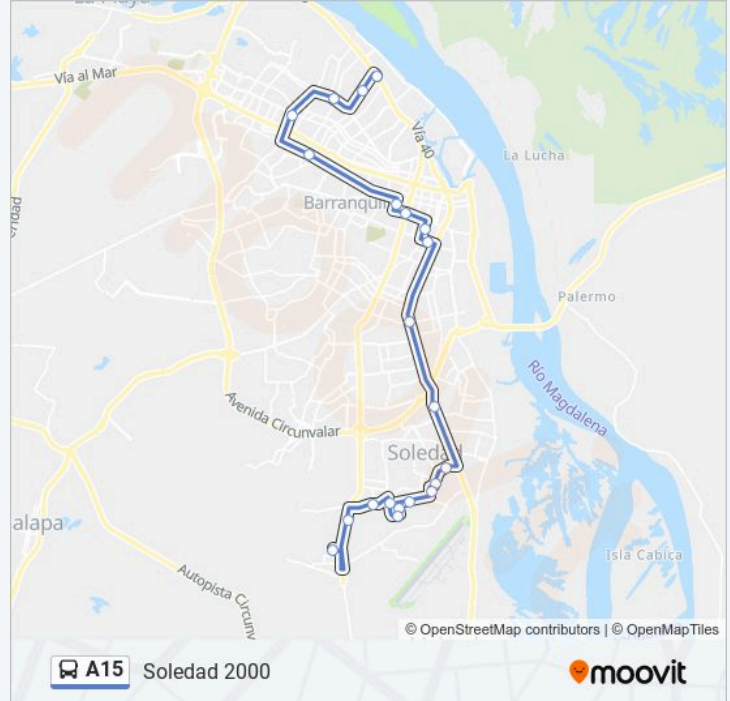 Vía al Mar
Vía 40
La Lucha
Barranqui
Palermo
Río Magdalena
Avenida Circunvalar
Soledad
alapa
Isla Cabica
Autopista Circunv
© OpenStreetMap contributors | © OpenMapTiles
A15 Soledad 2000
moovit